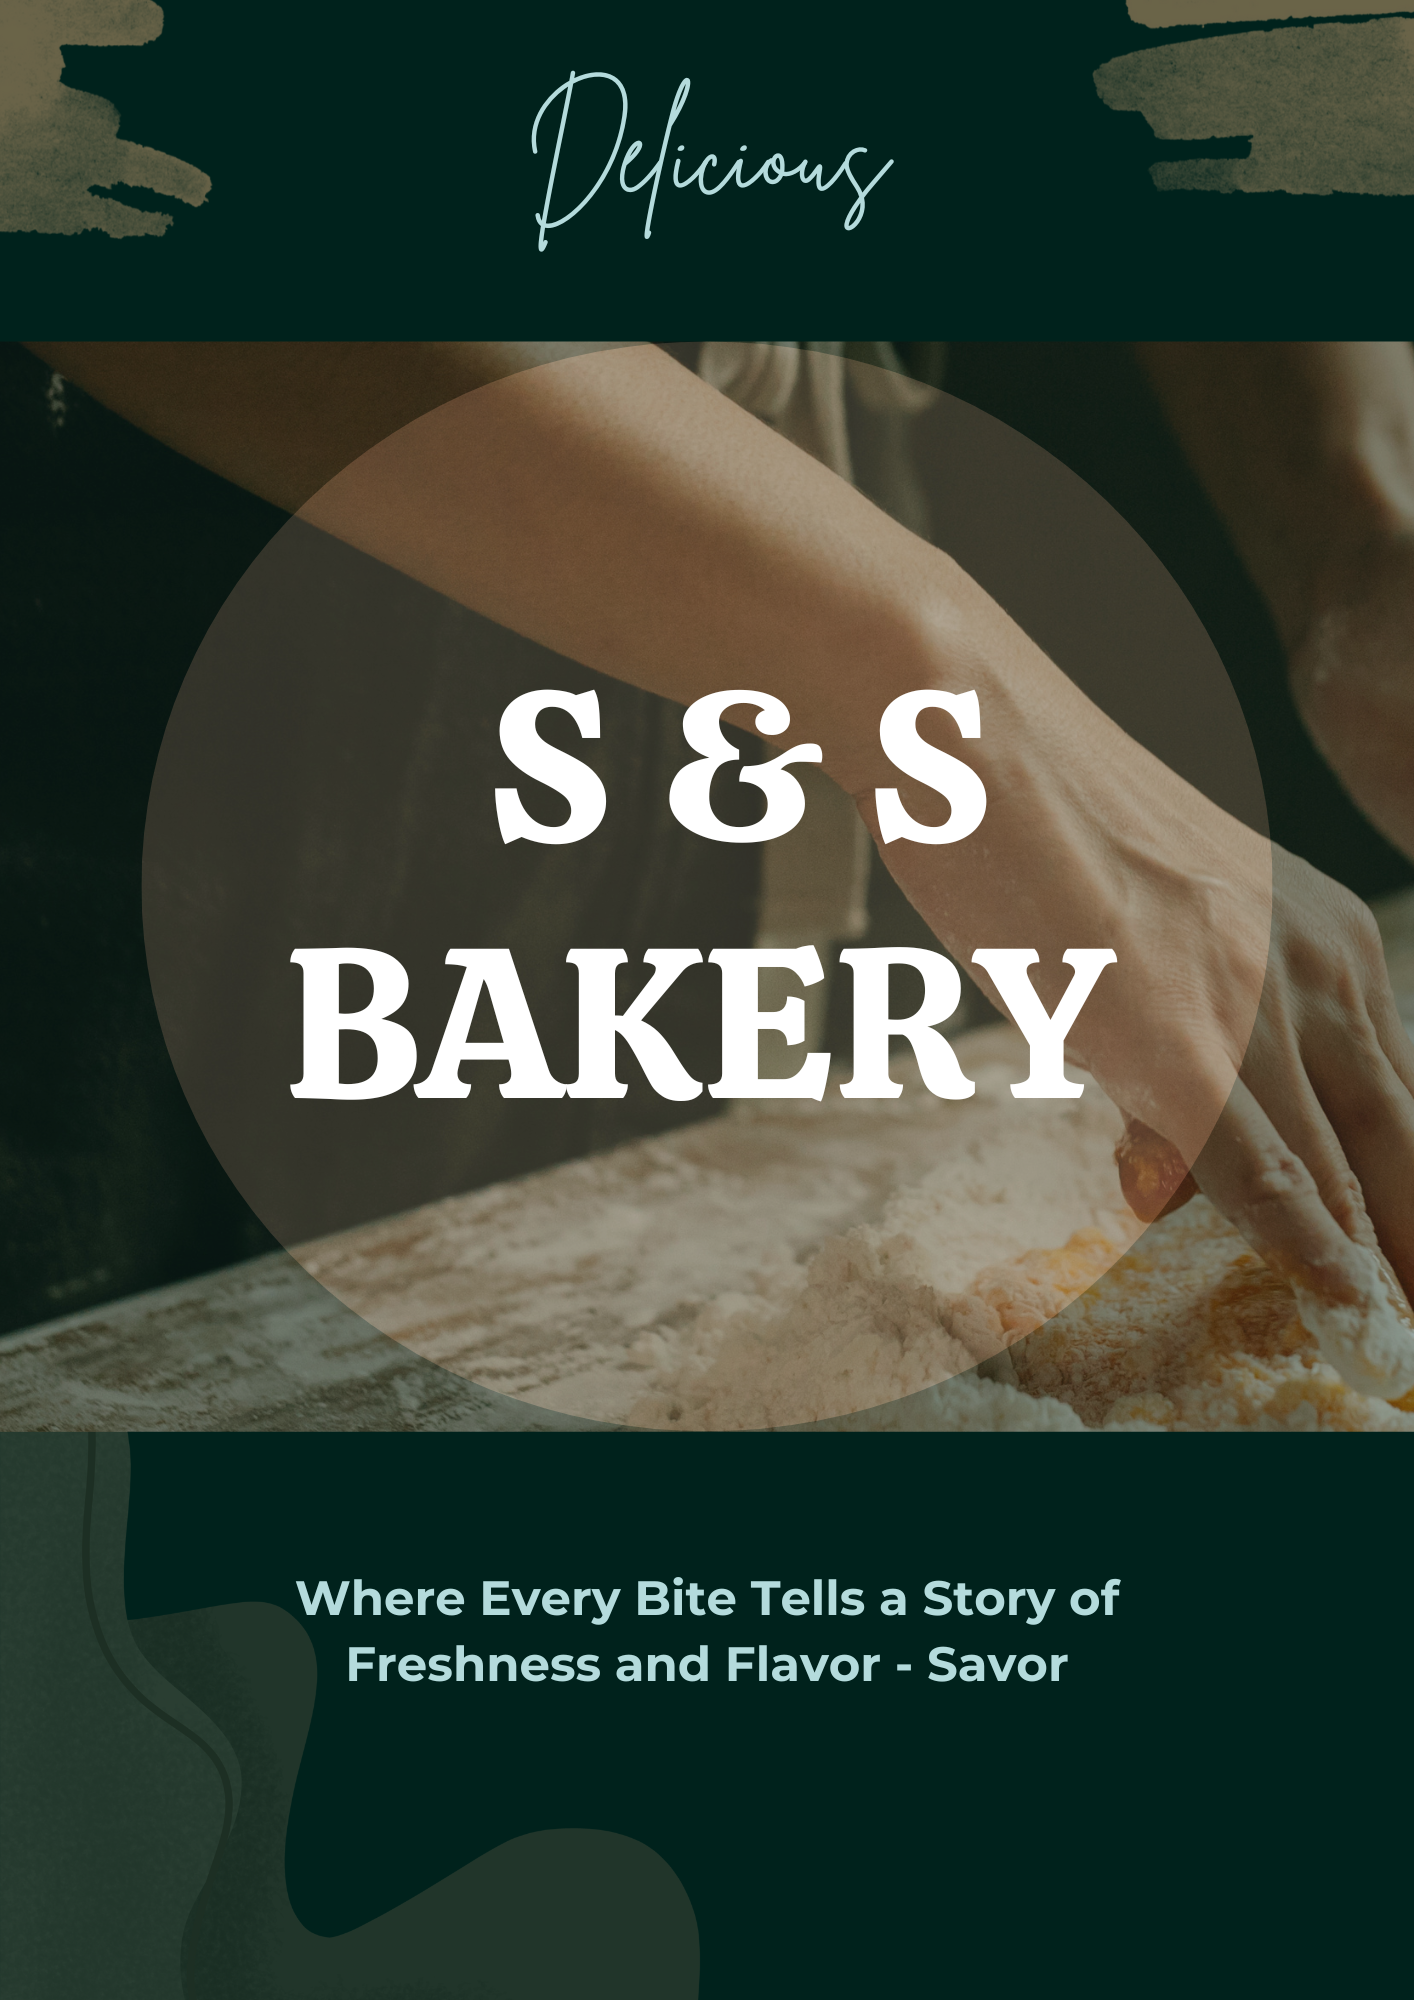 Delicious
S & S
BAKERY
Where Every Bite Tells a Story of
Freshness and Flavor - Savor